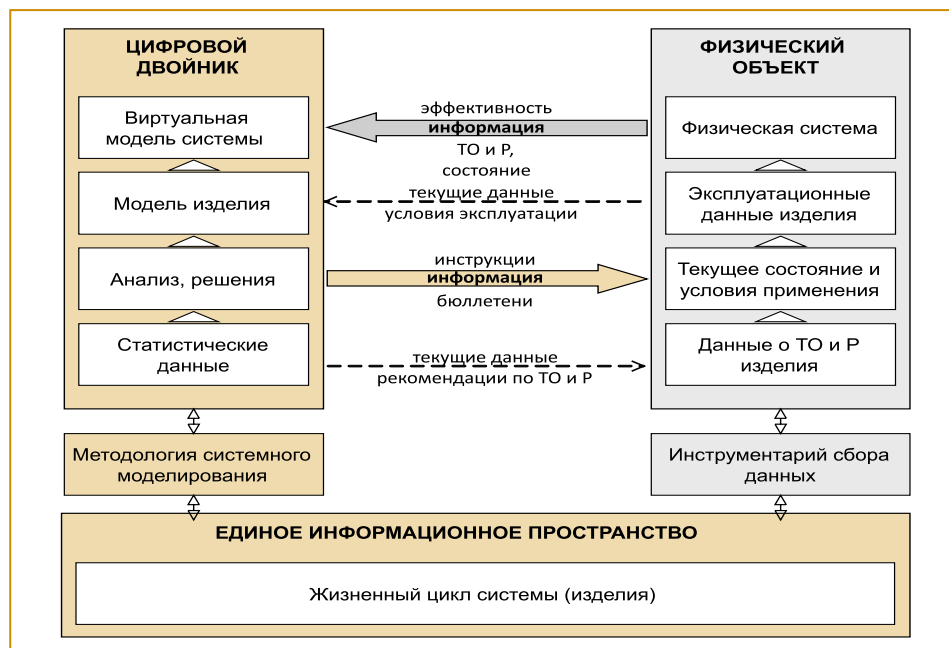 ЦИФРОВОЙ
ДВОЙНИК
Виртуальная
модель системы
Модель изделия
Анализ, решения
Статистические
данные
эффективность
информация
ТО и Р,
состояние
текущие данные
условия эксплуатации
инструкции
информация
бюллетени
текущие данные
рекомендации по ТО и Р
ФИЗИЧЕСКИЙ
ОБЪЕКТ
Физическая система
Эксплуатационные
данные изделия
Текущее состояние и
условия применения
Данные о ТО и Р
изделия
Методология системного
моделирования
Инструментарий сбора
данных
ЕДИНОЕ ИНФОРМАЦИОННОЕ ПРОСТРАНСТВО
Жизненный цикл системы (изделия)